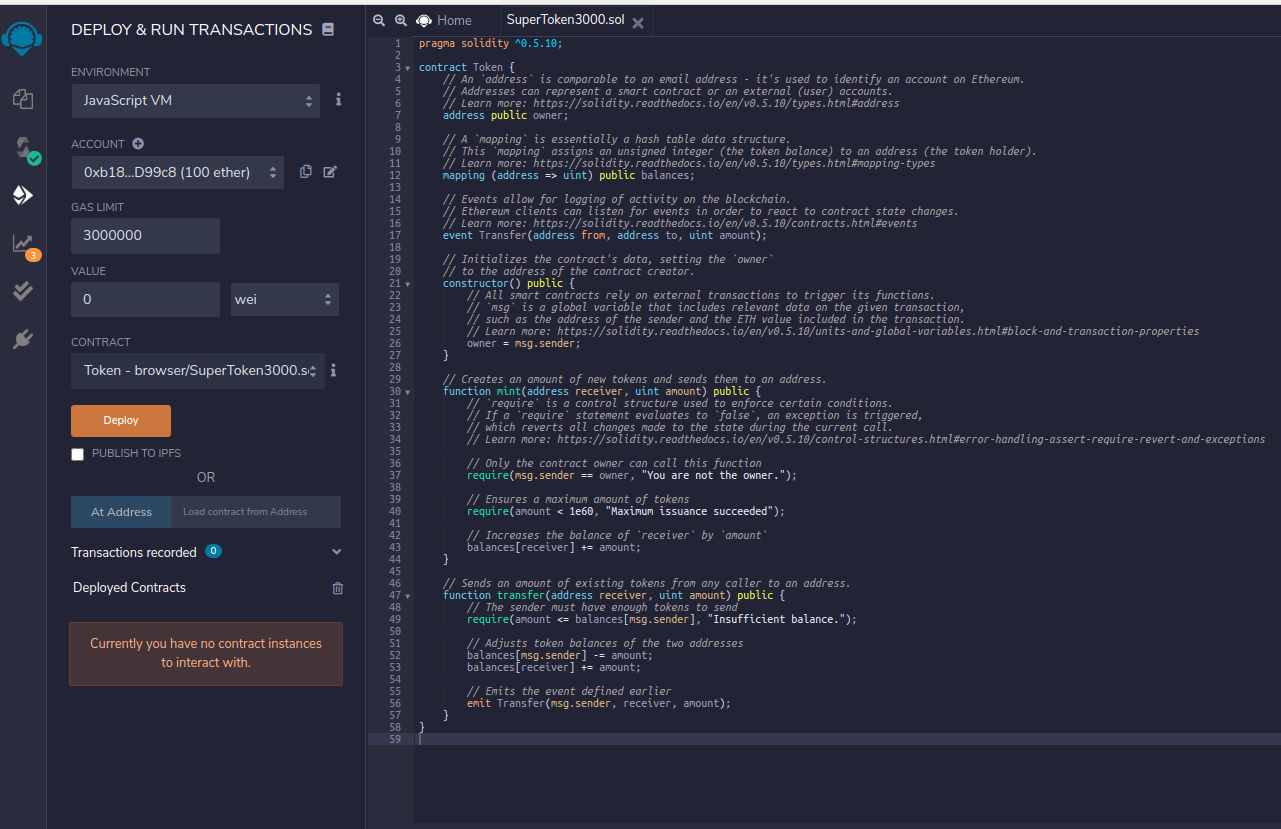 DEPLOY & RUN TRANSACTIONS
ENVIRONMENT
JavaScript VM
ACCOUNT
0xb18...D99c8 (100 ether)
GAS LIMIT
3000000
VALUE
0
wei
CONTRACT
Token - browser/SuperToken3000.s
Deploy
PUBLISH TO IPFS
OR
At Address
Load contract from Address
Transactions recorded 0
Deployed Contracts
Currently you have no contract instances
to interact with.
3
Home
SuperToken3000.sol
1 pragma solidity ^0.5.10;
2
3 contract Token {
4 // An `address` is comparable to an email address - it's used to identify an account on Ethereum.
5 // Addresses can represent a smart contract or an external (user) accounts.
6 // Learn more: https://solidity.readthedocs.io/en/v0.5.10/types.html#address
7 address public owner;
8
9 // A `mapping` is essentially a hash table data structure.
10 // This `mapping` assigns an unsigned integer (the token balance) to an address (the token holder).
11 // Learn more: https://solidity.readthedocs.io/en/v0.5.10/types.html#mapping-types
12 mapping (address => uint) public balances;
13
14 // Events allow for logging of activity on the blockchain.
15 // Ethereum clients can listen for events in order to react to contract state changes.
16 // Learn more: https://solidity.readthedocs.io/en/v0.5.10/contracts.html#events
17 event Transfer(address from, address to, uint amount);
18
19 // Initializes the contract's data, setting the `owner`
20 // to the address of the contract creator.
21 constructor() public {
22 // All smart contracts rely on external transactions to trigger its functions.
23 // `msg` is a global variable that includes relevant data on the given transaction,
24 // such as the address of the sender and the ETH value included in the transaction.
25 // Learn more: https://solidity.readthedocs.io/en/v0.5.10/units-and-global-variables.html#block-and-transaction-properties
26 owner = msg.sender;
27 }
28
29 // Creates an amount of new tokens and sends them to an address.
30 function mint(address receiver, uint amount) public {
31 // `require` is a control structure used to enforce certain conditions.
32 // If a `require` statement evaluates to `false`, an exception is triggered,
33 // which reverts all changes made to the state during the current call.
34 // Learn more: https://solidity.readthedocs.io/en/v0.5.10/control-structures.html#error-handling-assert-require-revert-and-exceptions
35
36 // Only the contract owner can call this function
37 require(msg.sender == owner, "You are not the owner.");
38
39 // Ensures a maximum amount of tokens
40 require(amount < 1e60, "Maximum issuance succeeded");
41
42 // Increases the balance of `receiver` by `amount`
43 balances[receiver] += amount;
44 }
45
46 // Sends an amount of existing tokens from any caller to an address.
47 function transfer(address receiver, uint amount) public {
48 // The sender must have enough tokens to send
49 require(amount <= balances[msg.sender], "Insufficient balance.");
50
51 // Adjusts token balances of the two addresses
52 balances[msg.sender] -= amount;
53 balances[receiver] += amount;
54
55 // Emits the event defined earlier
56 emit Transfer(msg.sender, receiver, amount);
57 }
58 }
59